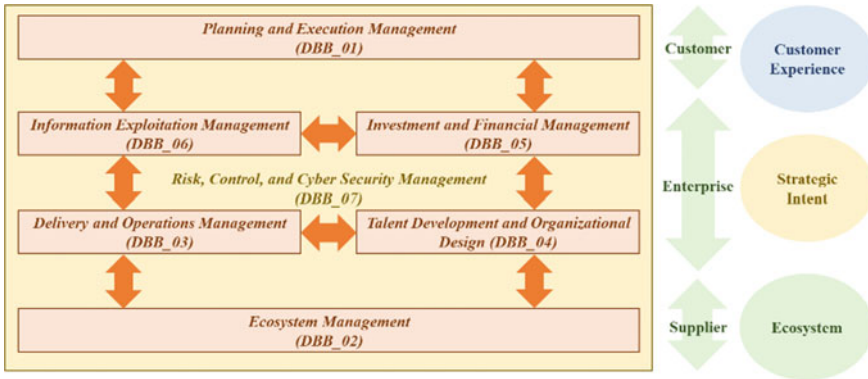 Planning and Execution Management
(DBB_01)
Customer
Customer
Experience
Information Exploitation Management
(DBB_06)
Investment and Financial Management
(DBB_05)
Risk, Control, and Cyber Security Management
(DBB_07)
Enterprise
Strategic
Intent
Delivery and Operations Management
(DBB_03)
Talent Development and Organizational
Design (DBB_04)
Ecosystem Management
(DBB_02)
Supplier
Ecosystem